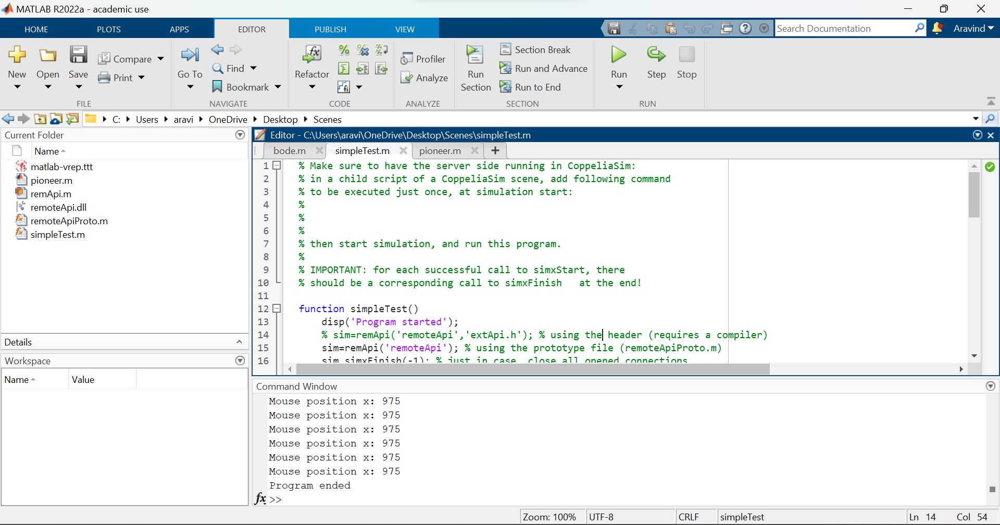 MATLAB R2022a - academic use
HOME PLOTS APPS EDITOR PUBLISH VIEW Search Documentation Aravind
New Open Save Compare Print
FILE
Go To Find Bookmark
NAVIGATE
Refactor
CODE
Profiler
Analyze
ANALYZE
Run Section
Section Break
Run and Advance
Run to End
SECTION
Run Step Stop
RUN
C: Users aravi OneDrive Desktop Scenes
Current Folder
Name
matlab-vrep.ttt
pioneer.m
remApi.m
remoteApi.dll
remoteApiProto.m
simpleTest.m
Details
Workspace
Name Value
Editor - C:\Users\aravi\OneDrive\Desktop\Scenes\simpleTest.m
bode.m simpleTest.m pioneer.m +
1 % Make sure to have the server side running in CoppeliaSim:
2 % in a child script of a CoppeliaSim scene, add following command
3 % to be executed just once, at simulation start:
4 %
5 %
6 %
7 % then start simulation, and run this program.
8 %
9 % IMPORTANT: for each successful call to simxStart, there
10 % should be a corresponding call to simxFinish at the end!
11
12 function simpleTest()
13 disp('Program started');
14 % sim=remApi('remoteApi','extApi.h'); % using the header (requires a compiler)
15 sim=remApi('remoteApi'); % using the prototype file (remoteApiProto.m)
16 sim.simxFinish(-1); % just in case, close all opened connections
Command Window
Mouse position x: 975
Mouse position x: 975
Mouse position x: 975
Mouse position x: 975
Mouse position x: 975
Mouse position x: 975
Program ended
fx >>
Zoom: 100% UTF-8 CRLF simpleTest Ln 14 Col 54